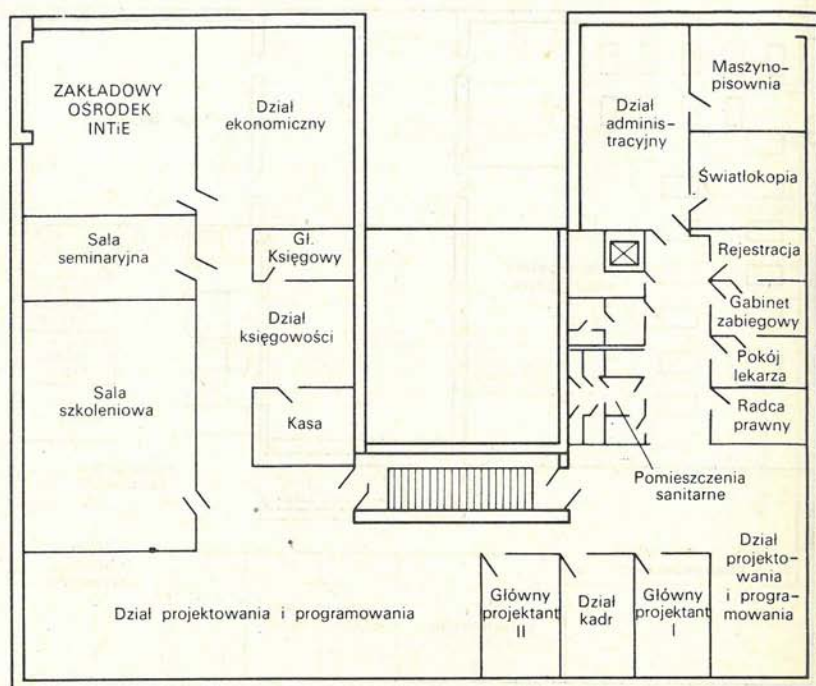 ZAKŁADOWY
OŚRODEK
INTiE
Dział
ekonomiczny
Dział
adminis-
tracyjny
Maszyno-
pisownia
Światłokopia
Sala
seminaryjna
Gł.
Księgowy
Rejestracja
Gabinet
zabiegowy
Dział
księgowości
Pokój
lekarza
Sala
szkoleniowa
Kasa
Radca
prawny
Pomieszczenia
sanitarne
Dział
projekto-
wania
i progra-
mowania
Dział projektowania i programowania
Główny
projektant
II
Dział
kadr
Główny
projektant
I